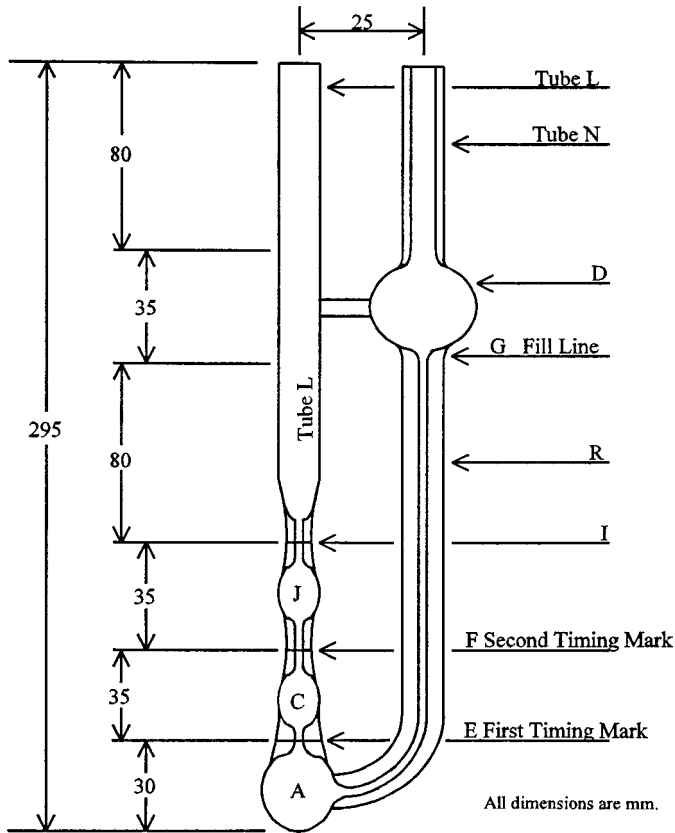 25
Tube L
Tube N
80
D
35
G Fill Line
Tube L
295
80
R
I
J
35
F Second Timing Mark
C
35
E First Timing Mark
A
30
All dimensions are mm.